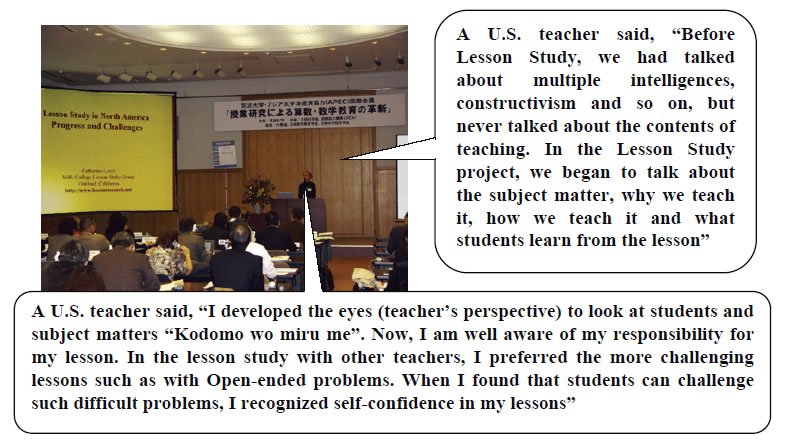 A U.S. teacher said, “Before
Lesson Study, we had talked
about multiple intelligences,
constructivism and so on, but
never talked about the contents of
teaching. In the Lesson Study
project, we began to talk about
the subject matter, why we teach
it, how we teach it and what
students learn from the lesson”
Lesson Study in North America
Progress and Challenges
Catherine Lewis
Mills College Lesson Study Group
Oakland, California
http://www.lessonresearch.net
筑波大学・アジア太平洋経済協力(APEC)国際会議
「授業研究による算数・数学教育の革新」
A U.S. teacher said, “I developed the eyes (teacher’s perspective) to look at students and
subject matters “Kodomo wo miru me”. Now, I am well aware of my responsibility for
my lesson. In the lesson study with other teachers, I preferred the more challenging
lessons such as with Open-ended problems. When I found that students can challenge
such difficult problems, I recognized self-confidence in my lessons”